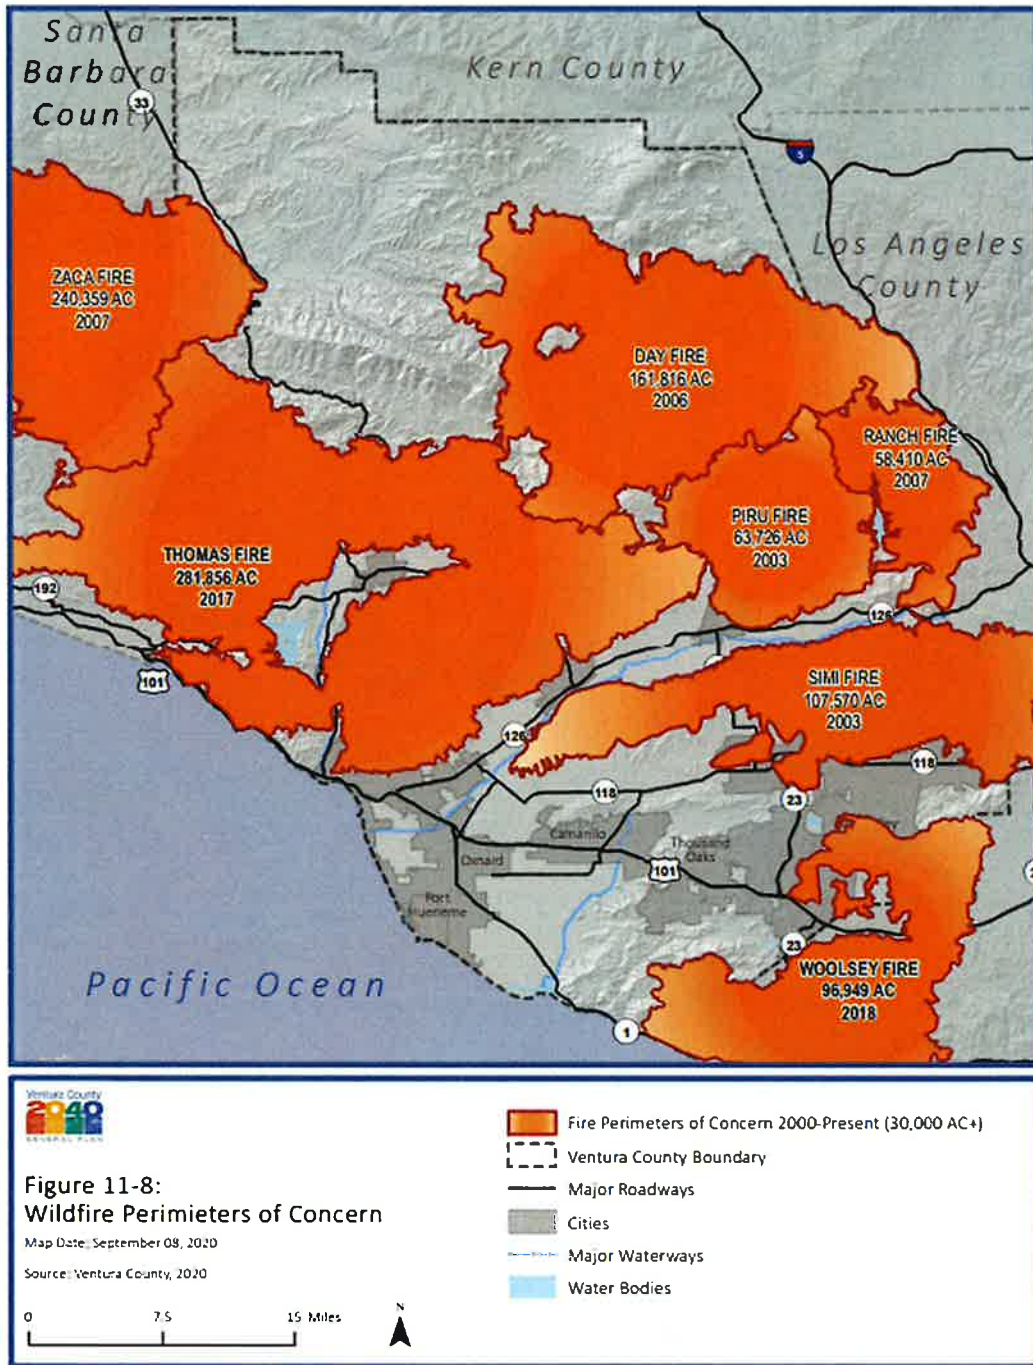 Santa
Barbara
County
Kern County
33
5
Los Angeles
County
ZACA FIRE
240,359 AC
2007
DAY FIRE
161,816 AC
2006
RANCH FIRE
58,410 AC
2007
PIRU FIRE
63,726 AC
2003
THOMAS FIRE
281,856 AC
2017
192
126
101
SIMI FIRE
107,570 AC
2003
126
118
118
23
Camarillo
Thousand
Oaks
Oxnard
101
Port
Hueneme
23
WOOLSEY FIRE
96,949 AC
2018
Pacific Ocean
1
Ventura County
2040
GENERAL PLAN
Figure 11-8:
Wildfire Perimieters of Concern
Map Date: September 08, 2020
Source: Ventura County, 2020
0 7.5 15 Miles
N
Fire Perimeters of Concern 2000-Present (30,000 AC+)
Ventura County Boundary
Major Roadways
Cities
Major Waterways
Water Bodies